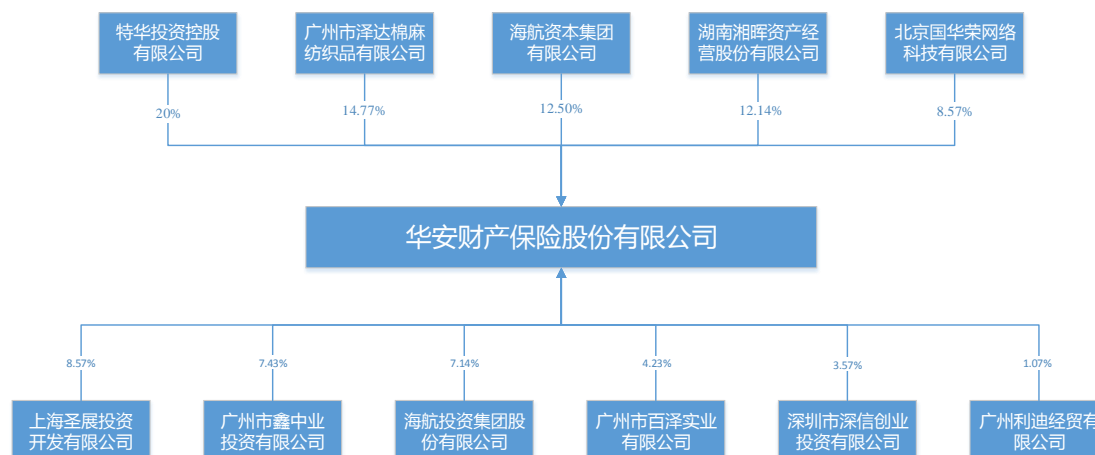 特华投资控股
有限公司
广州市泽达棉麻
纺织品有限公司
海航资本集团
有限公司
湖南湘晖资产经
营股份有限公司
北京国华荣网络
科技有限公司
20%
14.77%
12.50%
12.14%
8.57%
华安财产保险股份有限公司
8.57%
7.43%
7.14%
4.23%
3.57%
1.07%
上海圣展投资
开发有限公司
广州市鑫中业
投资有限公司
海航投资集团股
份有限公司
广州市百泽实业
有限公司
深圳市深信创业
投资有限公司
广州利迪经贸有
限公司